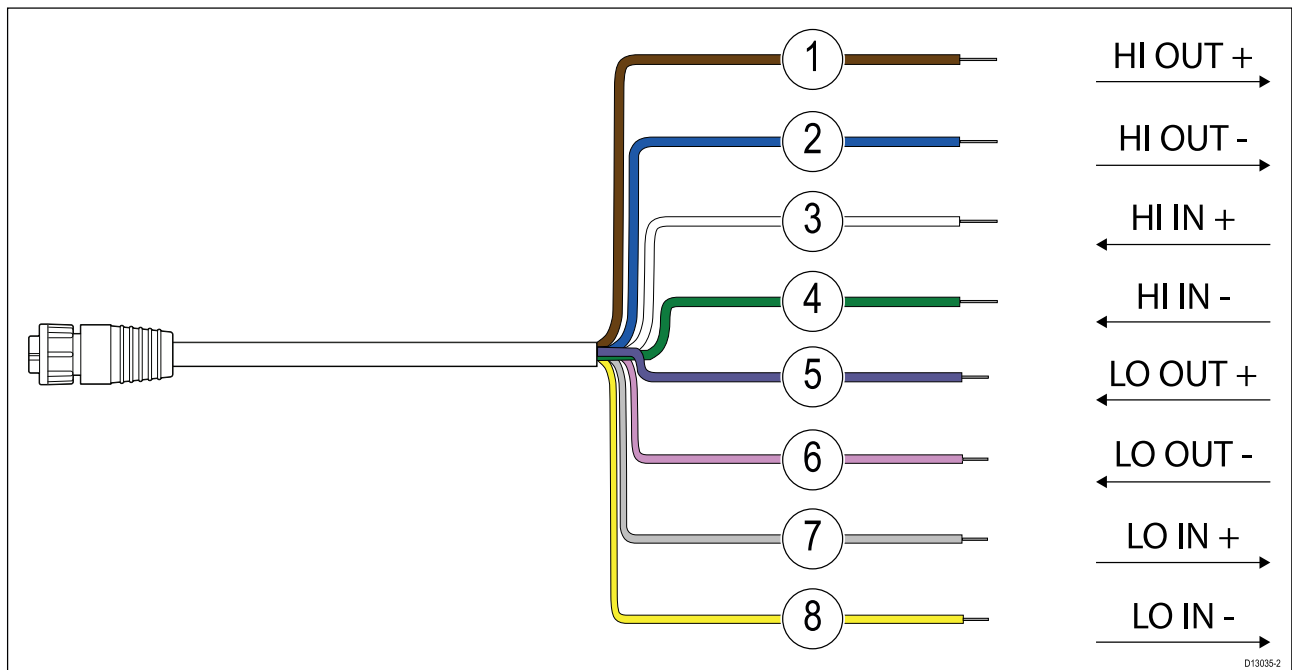 1 HI OUT +
2 HI OUT -
3 HI IN +
4 HI IN -
5 LO OUT +
6 LO OUT -
7 LO IN +
8 LO IN -
D13035-2